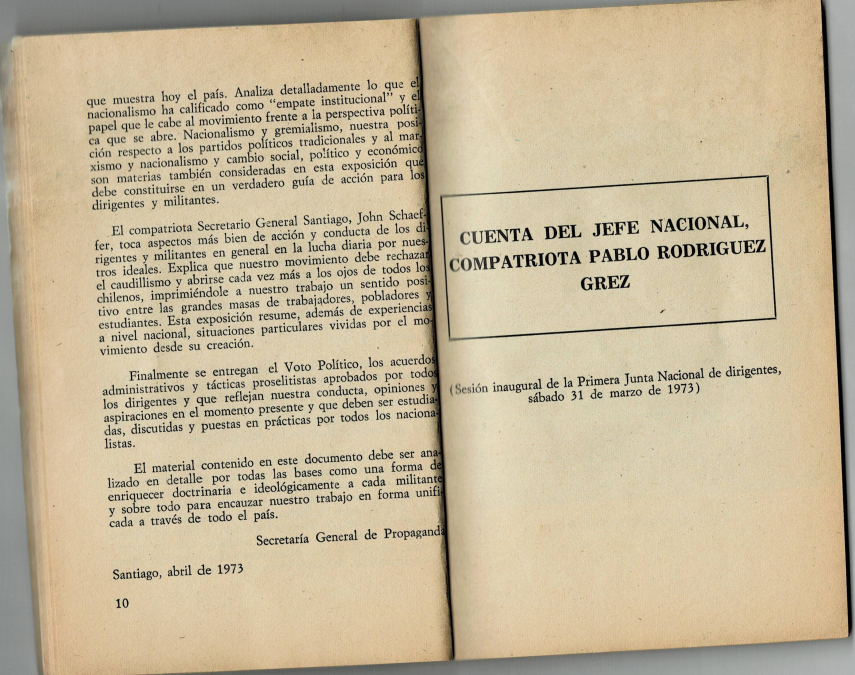 que muestra hoy el país. Analiza detalladamente lo que el
nacionalismo ha calificado como "empate institucional" y el
papel que le cabe al movimiento frente a la perspectiva políti-
ca que se abre. Nacionalismo y gremialismo, nuestra posi-
ción respecto a los partidos políticos tradicionales y al mar-
xismo y nacionalismo y cambio social, político y económico
son materias también consideradas en esta exposición que
debe constituirse en un verdadero guía de acción para los
dirigentes y militantes.
El compatriota Secretario General Santiago, John Schaef-
fer, toca aspectos más bien de acción y conducta de los di-
rigentes y militantes en general en la lucha diaria por nues-
tros ideales. Explica que nuestro movimiento debe rechazar
el caudillismo y abrirse cada vez más a los ojos de todos los
chilenos, imprimiéndole a nuestro trabajo un sentido posi-
tivo entre las grandes masas de trabajadores, pobladores y
estudiantes. Esta exposición resume, además de experiencias
a nivel nacional, situaciones particulares vividas por el mo-
vimiento desde su creación.
Finalmente se entregan el Voto Político, los acuerdos
administrativos y tácticas proselitistas aprobados por todos
los dirigentes y que reflejan nuestra conducta, opiniones y
aspiraciones en el momento presente y que deben ser estudia-
das, discutidas y puestas en prácticas por todos los naciona-
listas.
El material contenido en este documento debe ser ana-
lizado en detalle por todas las bases como una forma de
enriquecer doctrinaria e ideológicamente a cada militante
y sobre todo para encauzar nuestro trabajo en forma unifi-
cada a través de todo el país.
Secretaría General de Propaganda
Santiago, abril de 1973
10
CUENTA DEL JEFE NACIONAL,
COMPATRIOTA PABLO RODRIGUEZ
GREZ
(Sesión inaugural de la Primera Junta Nacional de dirigentes,
sábado 31 de marzo de 1973)